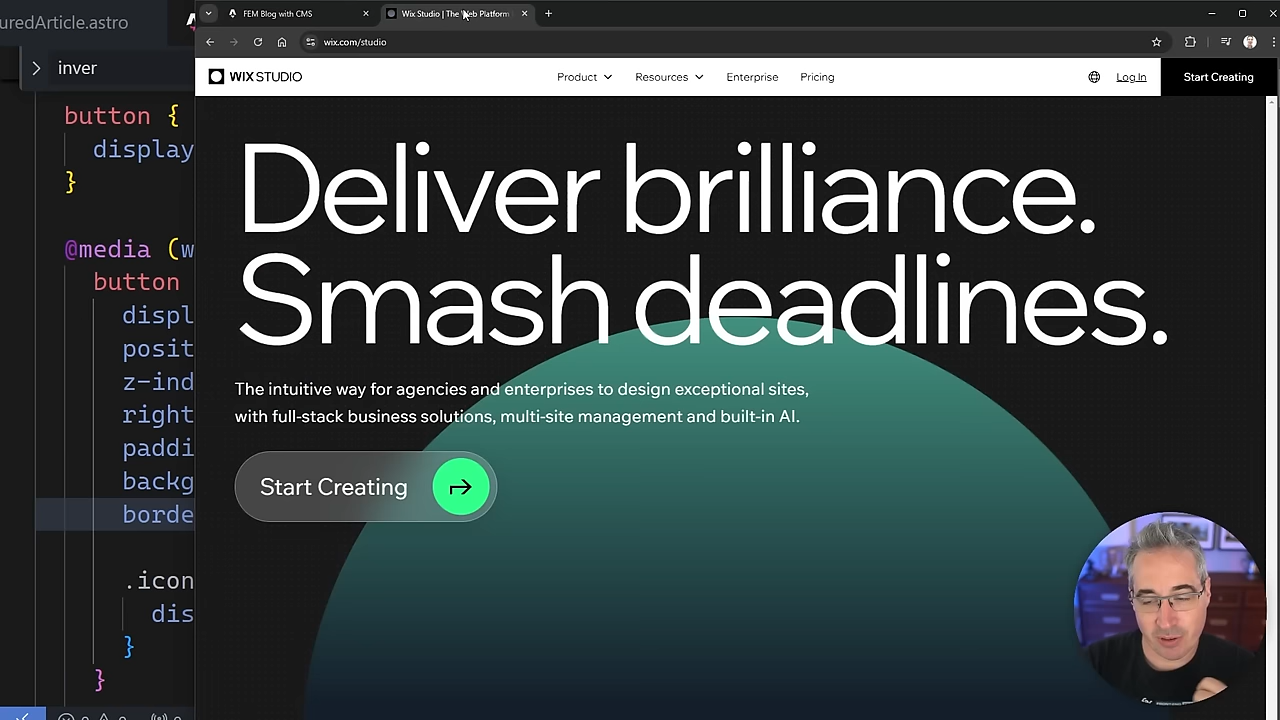 uredArticle.astro
FEM Blog with CMS
Wix Studio | The Web Platform
wix.com/studio
inver
WIX STUDIO
Product
Resources
Enterprise
Pricing
Log In
Start Creating
button {
display
}
@media (w
button
displ
posit
z-ind
right
paddi
backg
borde
.icon
dis
}
}
Deliver brilliance.
Smash deadlines.
The intuitive way for agencies and enterprises to design exceptional sites,
with full-stack business solutions, multi-site management and built-in AI.
Start Creating